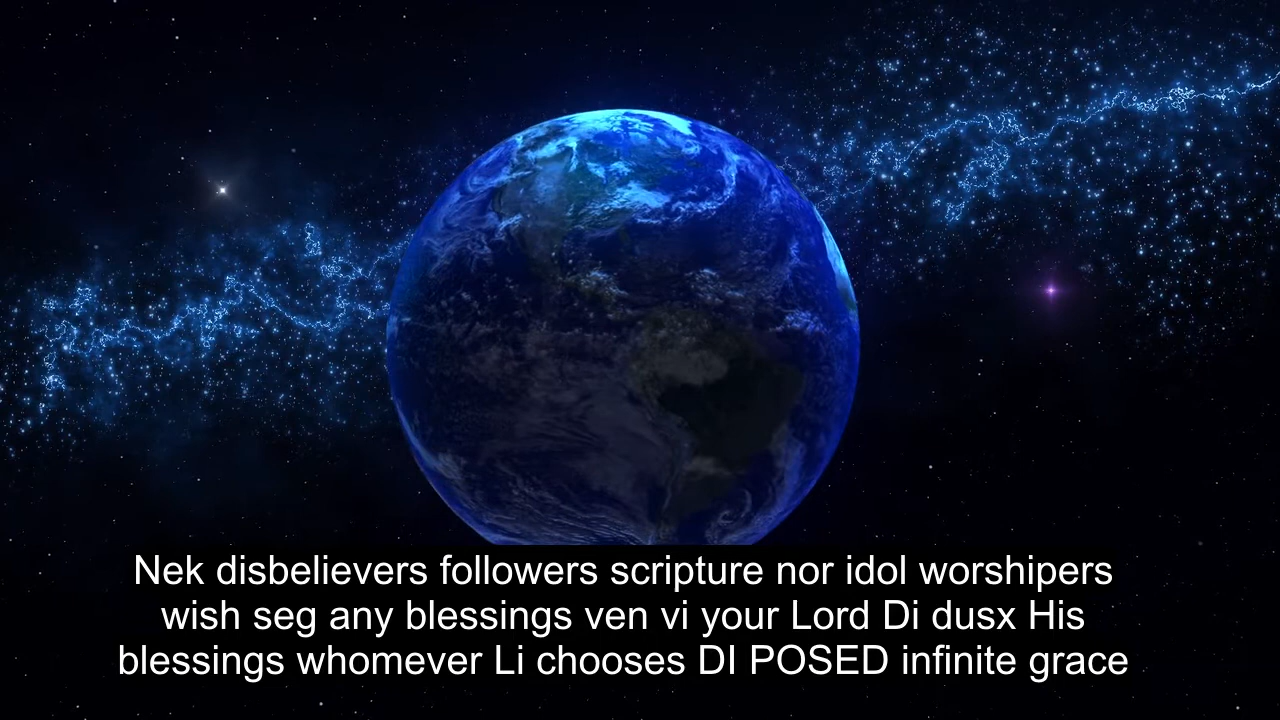 Nek disbelievers followers scripture nor idol worshipers
wish seg any blessings ven vi your Lord Di dusx His
blessings whomever Li chooses DI POSED infinite grace